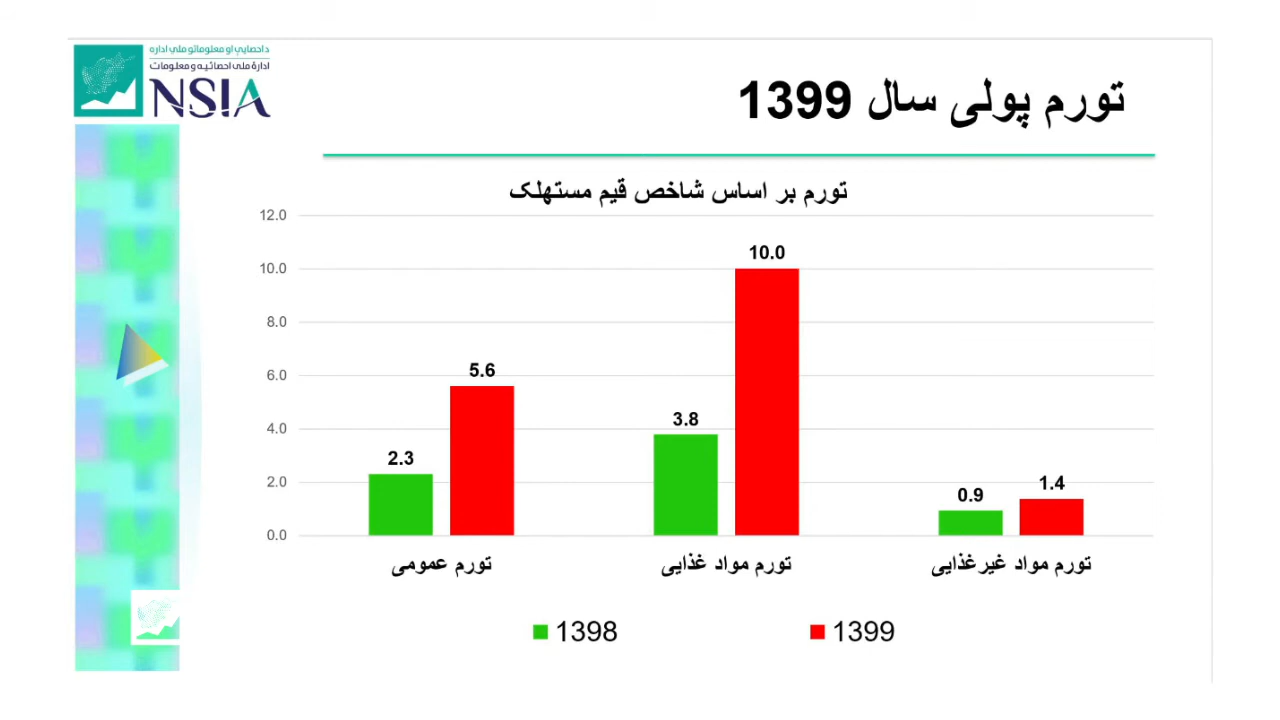 د احصایې او معلوماتو ملي اداره
ادارهٔ ملی احصائیه و معلومات
NSIA
تورم پولی سال 1399
تورم بر اساس شاخص قیم مستهلک
12.0
10.0
8.0
6.0
4.0
2.0
0.0
2.3
5.6
3.8
10.0
0.9
1.4
تورم عمومی
تورم مواد غذایی
تورم مواد غیرغذایی
1398
1399